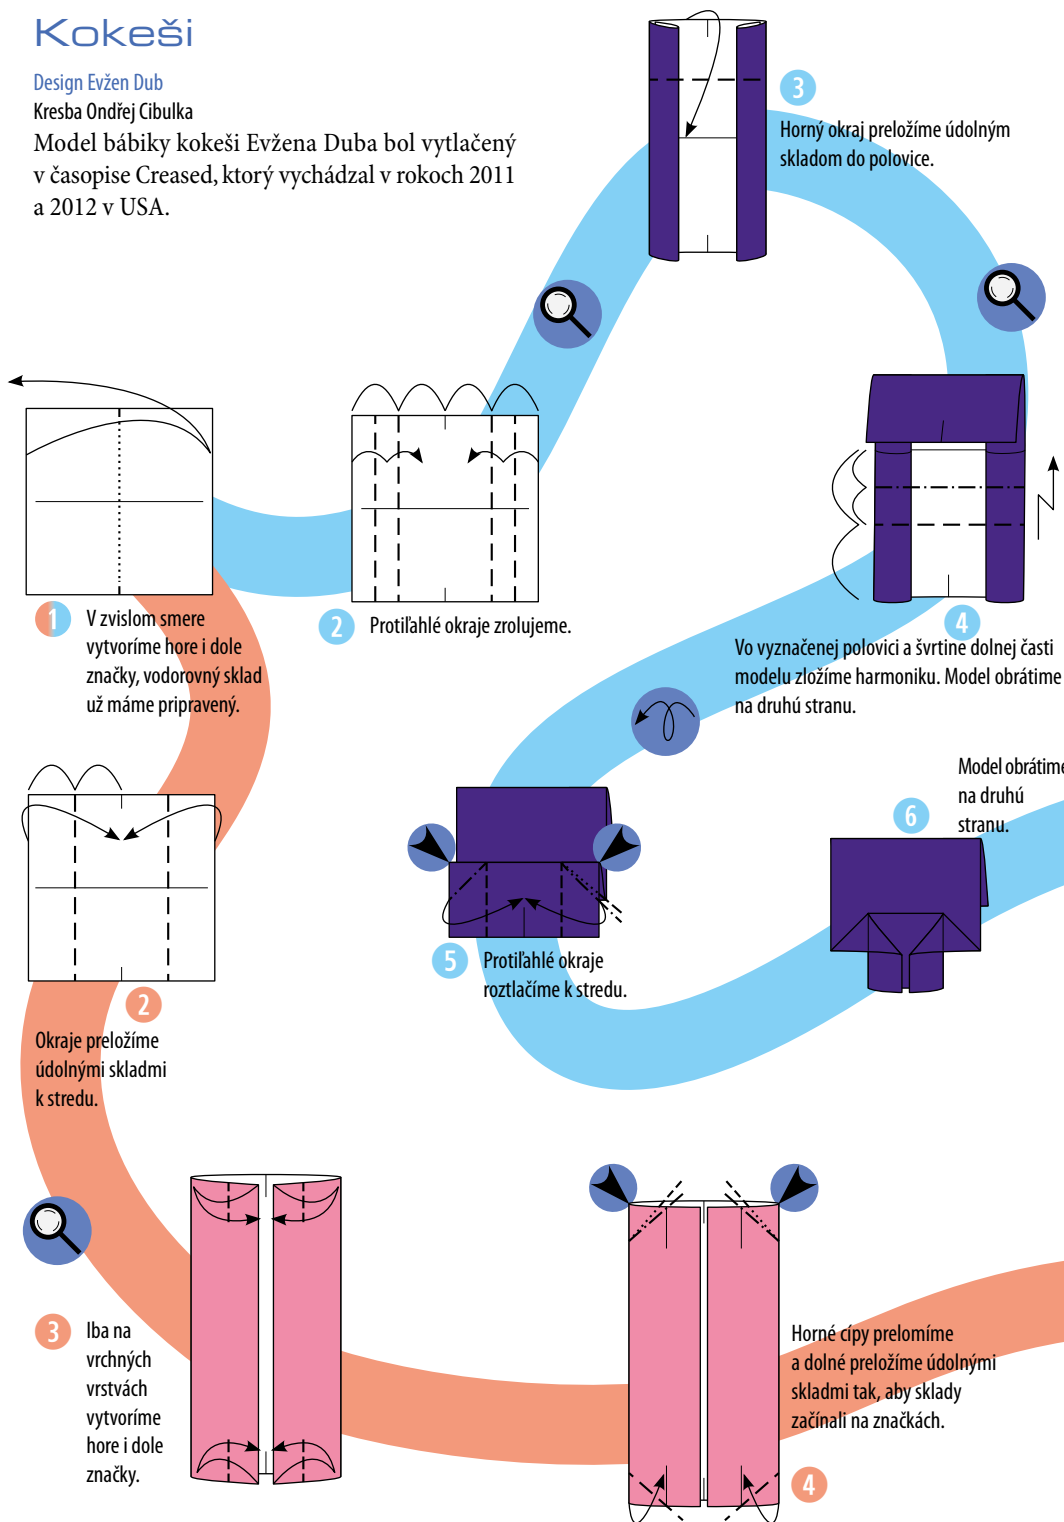 Kokeši
Design Evžen Dub
Kresba Ondřej Cibulka
Model bábiky kokeši Evžena Duba bol vytlačený
v časopise Creased, ktorý vychádzal v rokoch 2011
a 2012 v USA.
3
Horný okraj preložíme údolným
skladom do polovice.
1
V zvislom smere
vytvoríme hore i dole
značky, vodorovný sklad
už máme pripravený.
2
Protiľahlé okraje zrolujeme.
4
Vo vyznačenej polovici a švrtine dolnej časti
modelu zložíme harmoniku. Model obrátime
na druhú stranu.
5
Protiľahlé okraje
roztlačíme k stredu.
6
Model obrátime
na druhú
stranu.
2
Okraje preložíme
údolnými skladmi
k stredu.
3
Iba na
vrchných
vrstvách
vytvoríme
hore i dole
značky.
Horné cípy prelomíme
a dolné preložíme údolnými
skladmi tak, aby sklady
začínali na značkách.
4